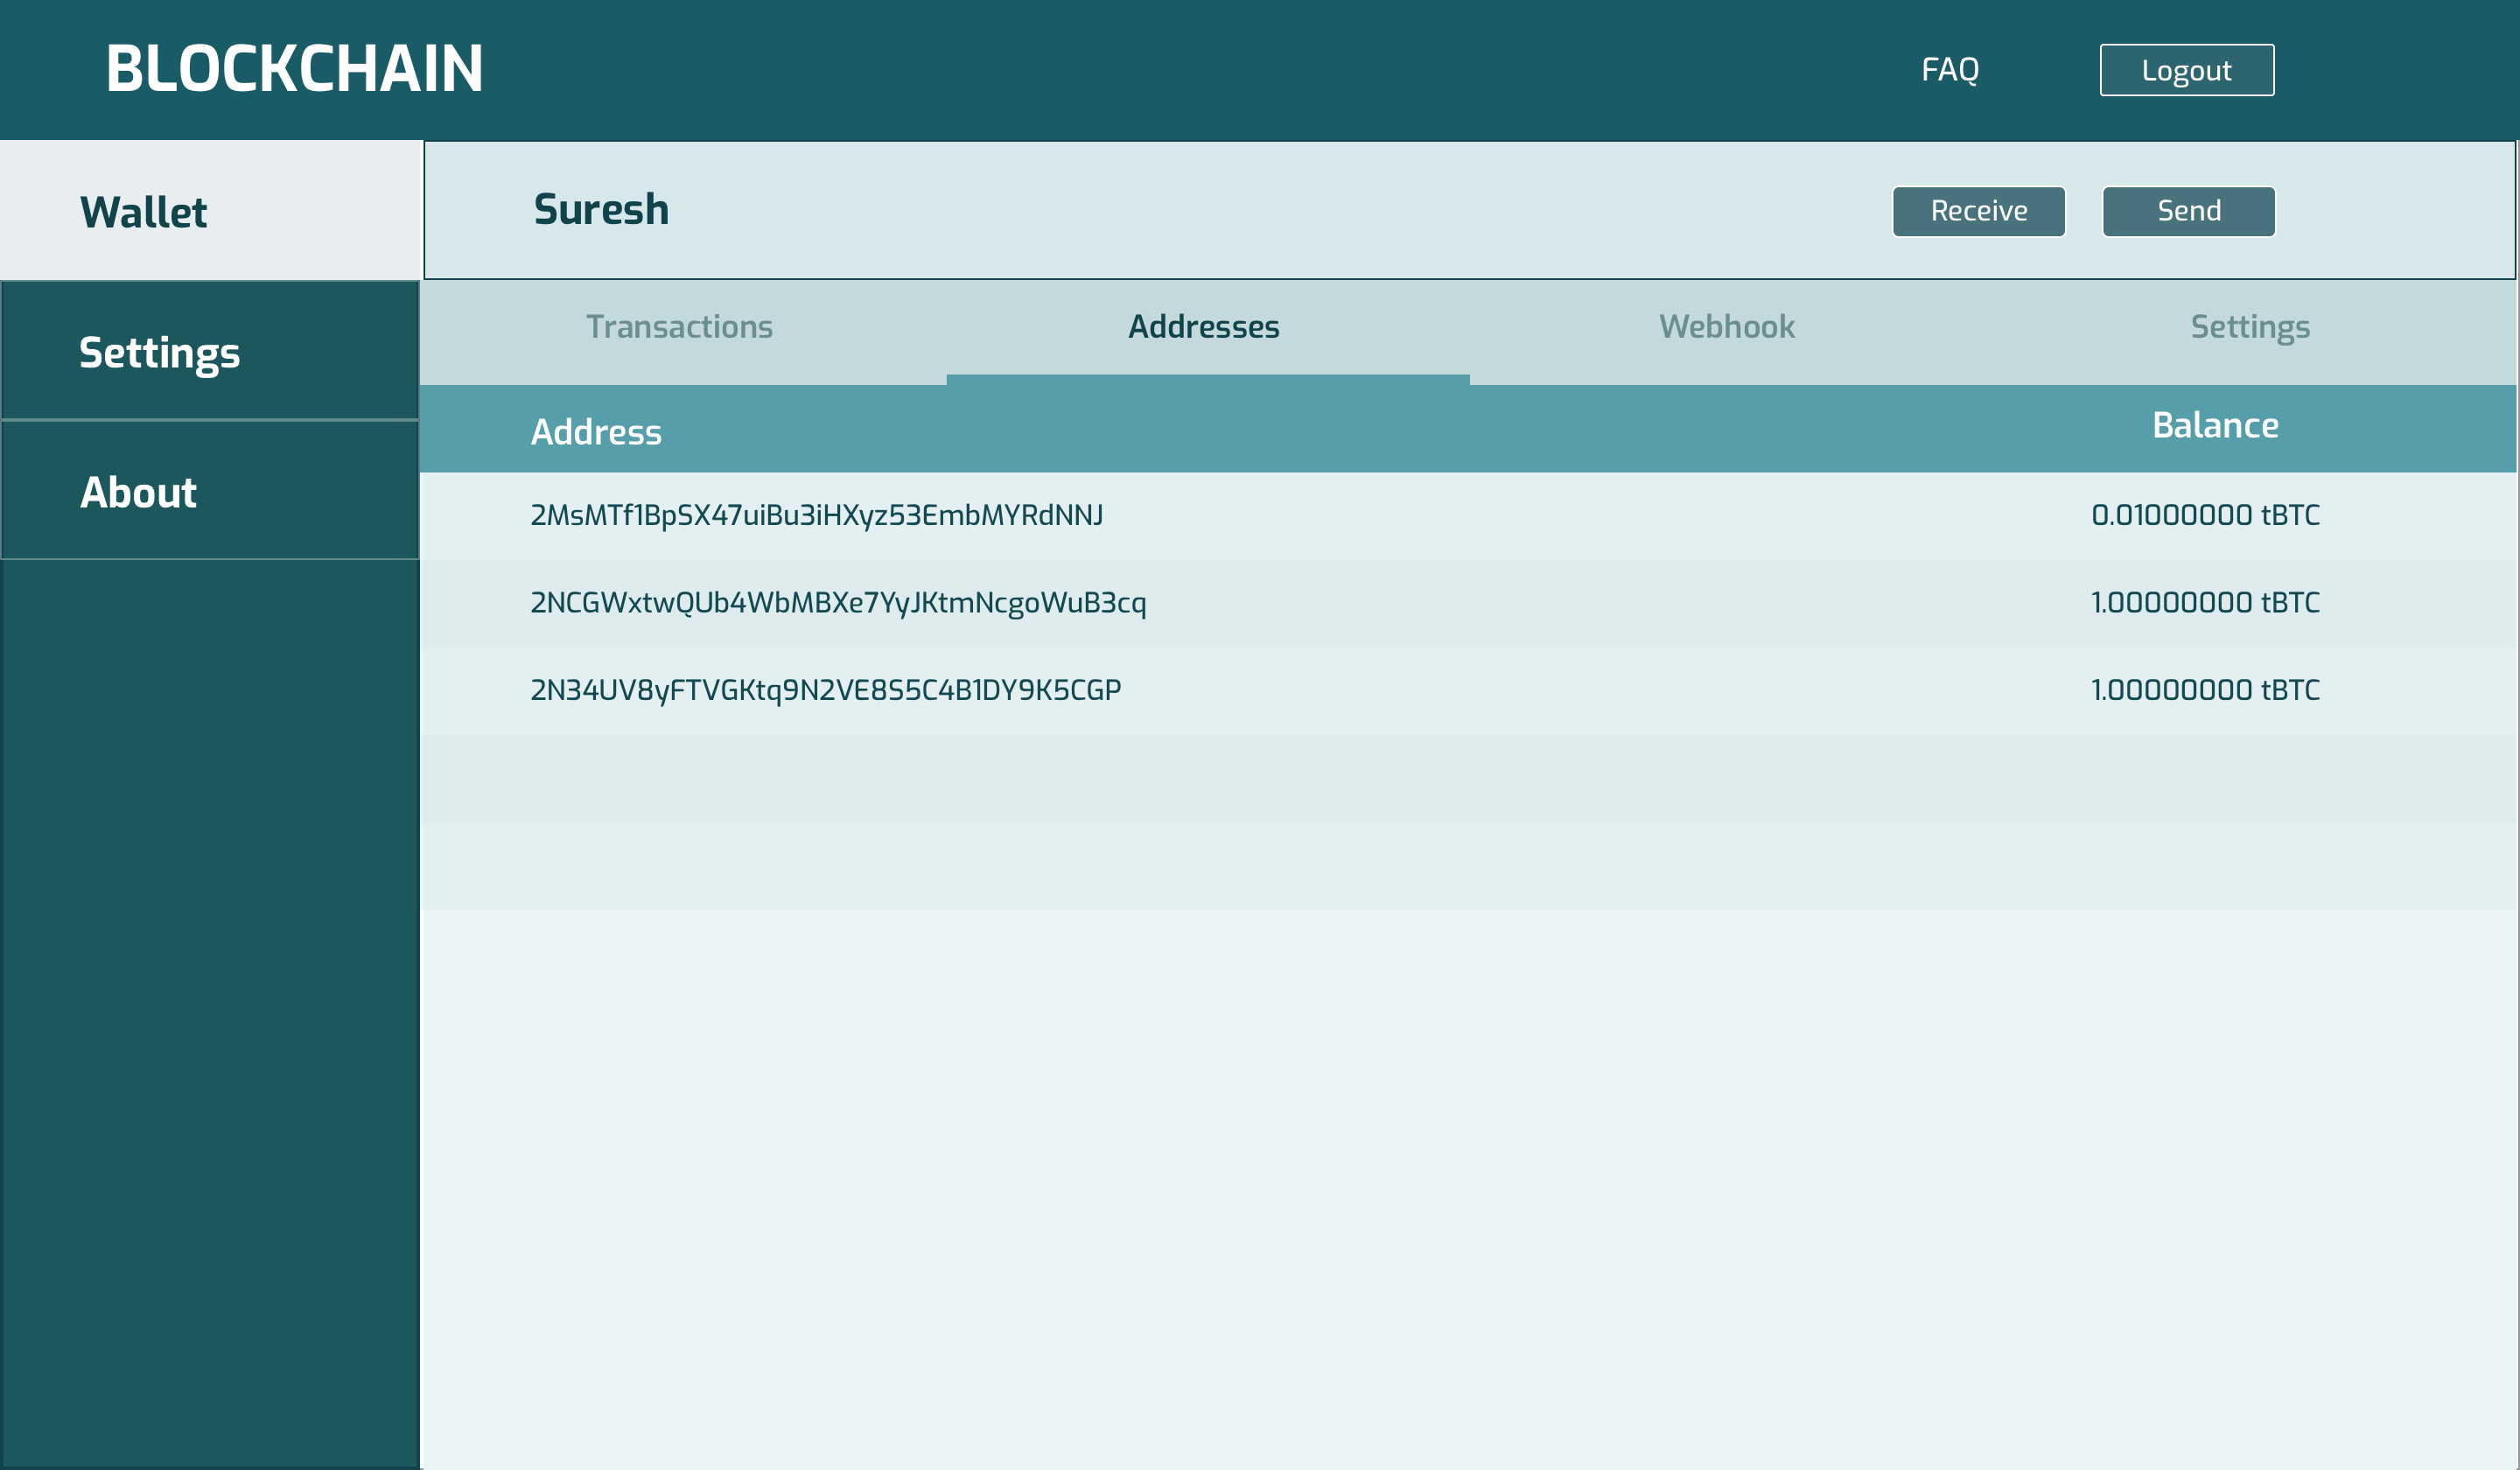 BLOCKCHAIN
FAQ
Logout
Wallet
Suresh
Receive
Send
Settings
Transactions
Addresses
Webhook
Settings
About
Address
Balance
2MsMTf1BpSX47uiBu3iHXyz53EmbMYRdNNJ
0.01000000 tBTC
2NCGWxtwQUb4WbMBXe7YyJKtmNcgoWuB3cq
1.00000000 tBTC
2N34UV8yFTVGKtq9N2VE8S5C4B1DY9K5CGP
1.00000000 tBTC